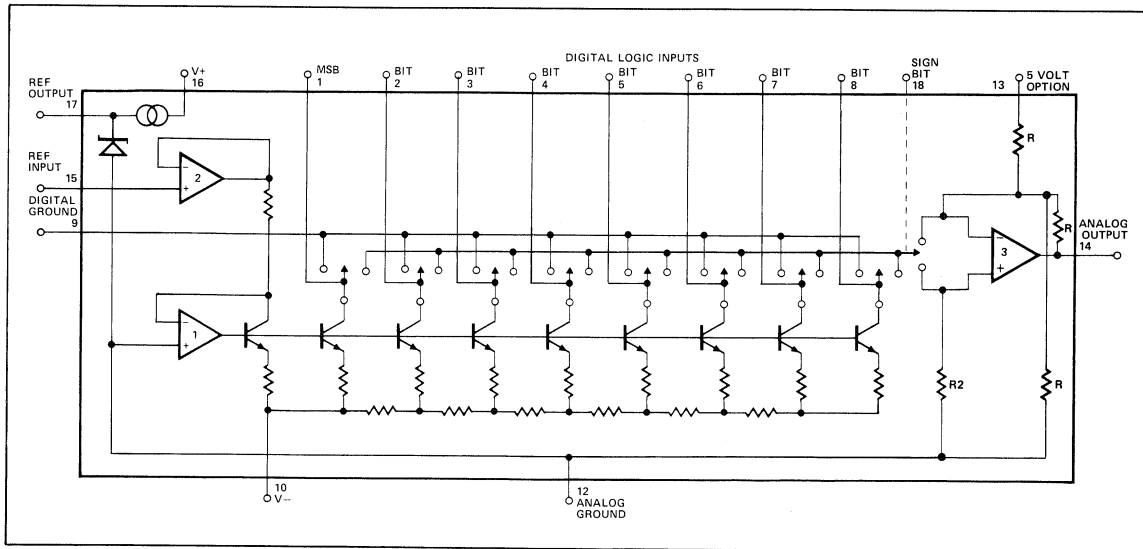 DIGITAL LOGIC INPUTS
V+
16
MSB
1
BIT
2
BIT
3
BIT
4
BIT
5
BIT
6
BIT
7
BIT
8
SIGN
BIT
18
13
5 VOLT
OPTION
REF
OUTPUT
17
R
REF
INPUT
15
−
2
+
DIGITAL
GROUND
9
−
3
+
R
ANALOG
OUTPUT
14
−
1
+
R2
R
10
V−
12
ANALOG
GROUND